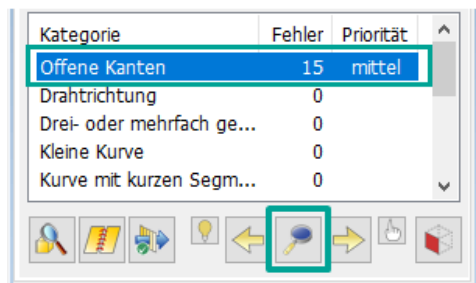 Kategorie Fehler Priorität
Offene Kanten 15 mittel
Drahtrichtung 0
Drei- oder mehrfach ge... 0
Kleine Kurve 0
Kurve mit kurzen Segm... 0